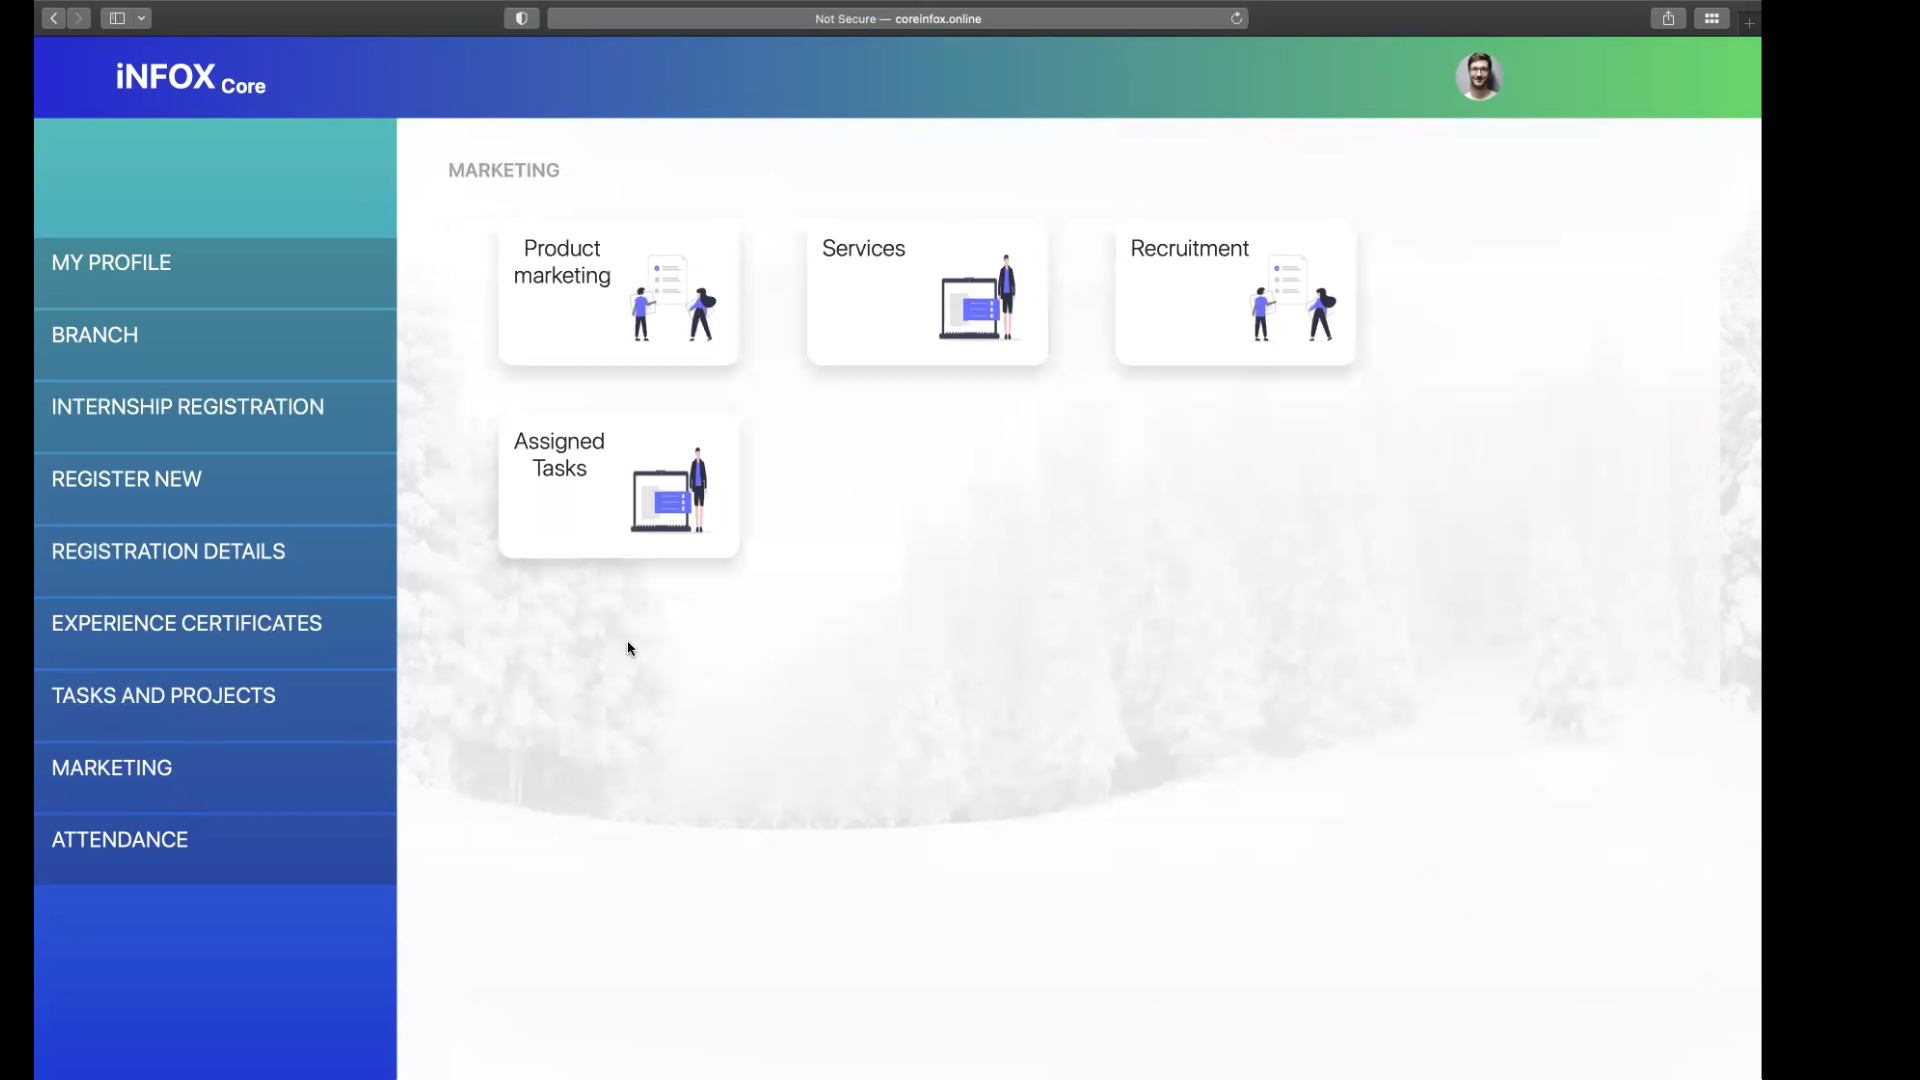 Not Secure — coreinfox.online
iNFOX Core
MARKETING
Product
marketing
Services
Recruitment
Assigned
Tasks
MY PROFILE
BRANCH
INTERNSHIP REGISTRATION
REGISTER NEW
REGISTRATION DETAILS
EXPERIENCE CERTIFICATES
TASKS AND PROJECTS
MARKETING
ATTENDANCE